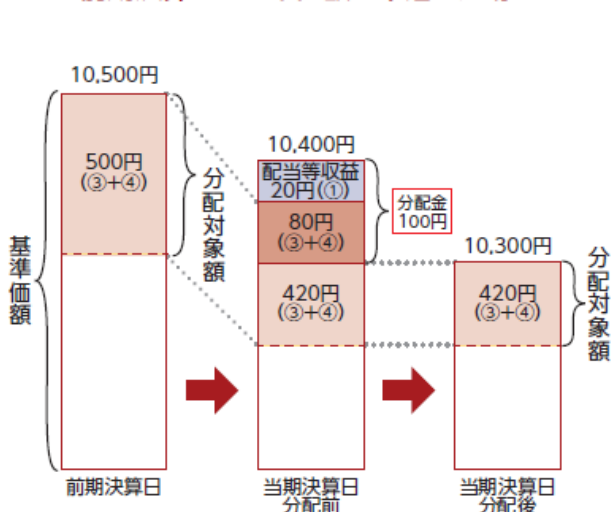 10,500円
500円
(③+④)
分配対象額
基準価額
前期決算日
10,400円
配当等収益
20円(①)
80円
(③+④)
420円
(③+④)
分配金
100円
当期決算日
分配前
10,300円
420円
(③+④)
分配対象額
当期決算日
分配後